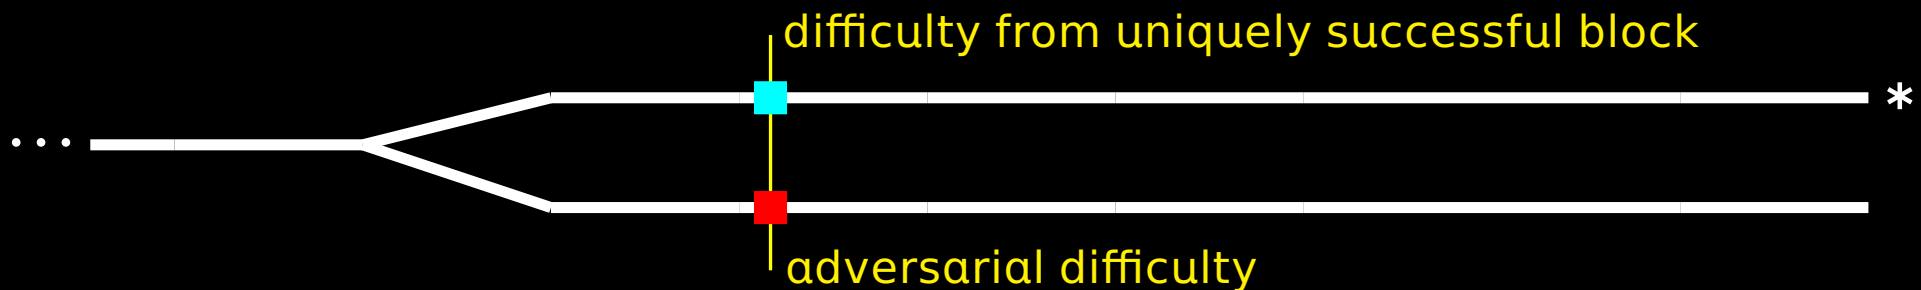 difficulty from uniquely successful block
*
...
adversarial difficulty